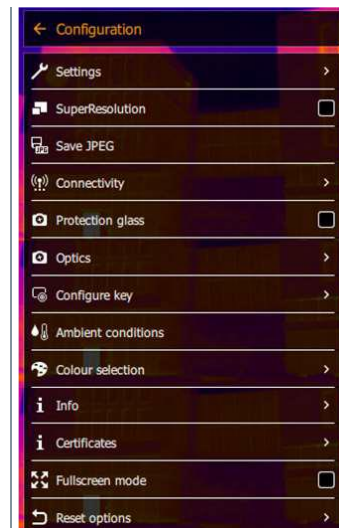 Configuration
Settings
SuperResolution
JPG
Save JPEG
Connectivity
Protection glass
Optics
Configure key
Ambient conditions
Colour selection
Info
Certificates
Fullscreen mode
Reset options